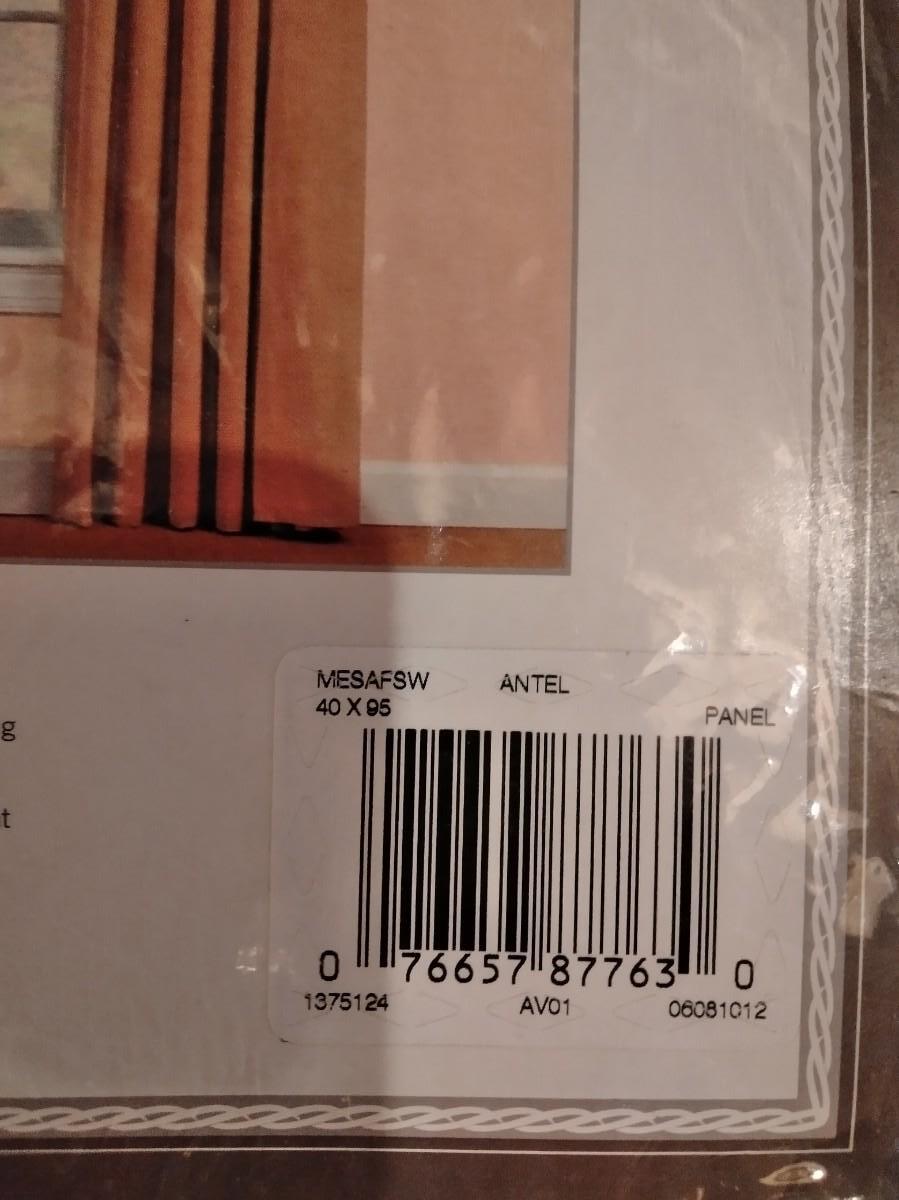 MESAFSW ANTEL
40 X 95
PANEL
g
t
0 76657 87763 0
1375124 AV01 06081012